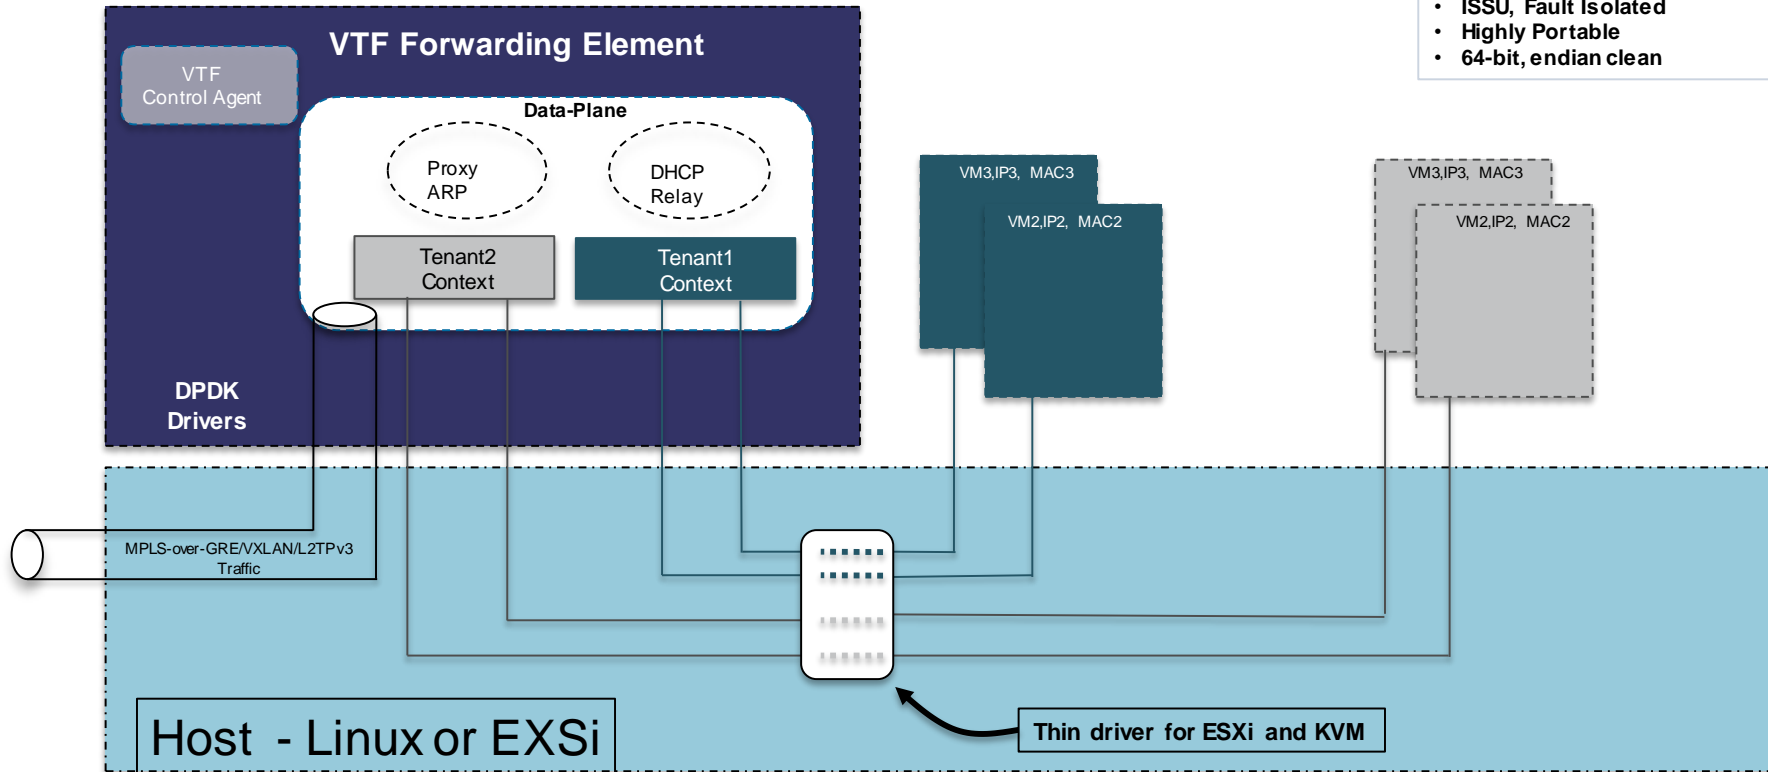 • ISSU, Fault Isolated
• Highly Portable
• 64-bit, endian clean
VTF Forwarding Element
VTF
Control Agent
Data-Plane
Proxy
ARP
DHCP
Relay
Tenant2
Context
Tenant1
Context
DPDK
Drivers
VM3,IP3, MAC3
VM2,IP2, MAC2
VM3,IP3, MAC3
VM2,IP2, MAC2
MPLS-over-GRE/VXLAN/L2TPv3
Traffic
Host - Linux or EXSi
Thin driver for ESXi and KVM